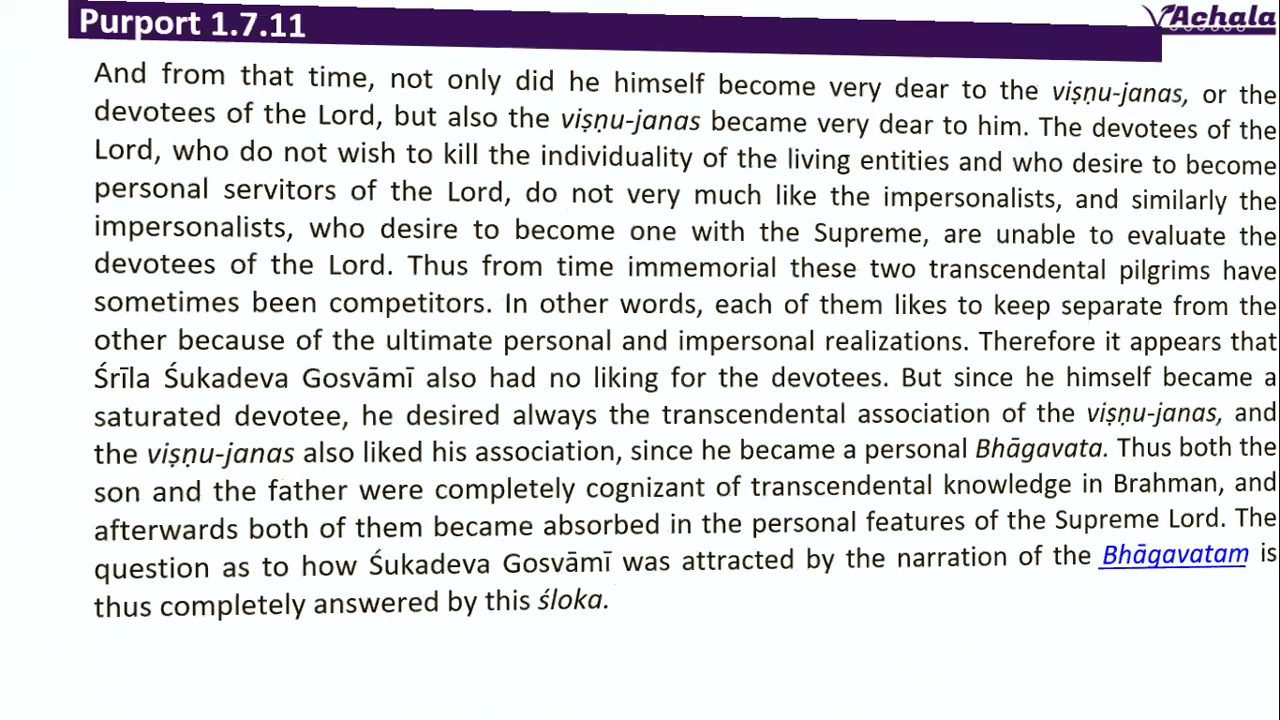 Purport 1.7.11
Achala
And from that time, not only did he himself become very dear to the viṣṇu-janas, or the
devotees of the Lord, but also the viṣṇu-janas became very dear to him. The devotees of the
Lord, who do not wish to kill the individuality of the living entities and who desire to become
personal servitors of the Lord, do not very much like the impersonalists, and similarly the
impersonalists, who desire to become one with the Supreme, are unable to evaluate the
devotees of the Lord. Thus from time immemorial these two transcendental pilgrims have
sometimes been competitors. In other words, each of them likes to keep separate from the
other because of the ultimate personal and impersonal realizations. Therefore it appears that
Śrīla Śukadeva Gosvāmī also had no liking for the devotees. But since he himself became a
saturated devotee, he desired always the transcendental association of the viṣṇu-janas, and
the viṣṇu-janas also liked his association, since he became a personal Bhāgavata. Thus both the
son and the father were completely cognizant of transcendental knowledge in Brahman, and
afterwards both of them became absorbed in the personal features of the Supreme Lord. The
question as to how Śukadeva Gosvāmī was attracted by the narration of the Bhāgavatam is
thus completely answered by this śloka.